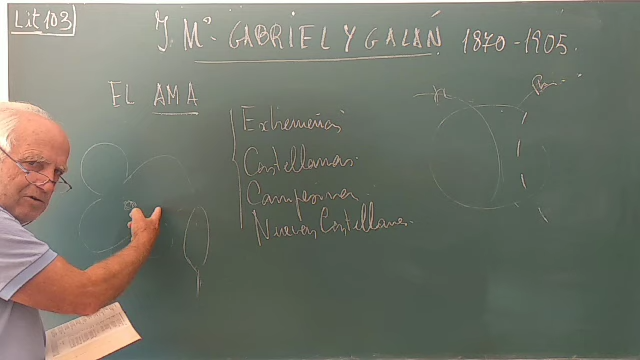 Lit 103
J. Mª GABRIEL Y GALÁN 1870-1905.
EL AMA
Extremeñas
Castellanas.
Campesinas.
Nuevas Castellanas.